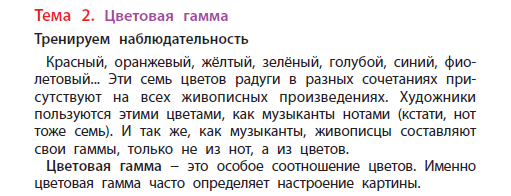 Тема 2. Цветовая гамма
Тренируем наблюдательность
Красный, оранжевый, жёлтый, зелёный, голубой, синий, фио-
летовый... Эти семь цветов радуги в разных сочетаниях при-
сутствуют на всех живописных произведениях. Художники
пользуются этими цветами, как музыканты нотами (кстати, нот
тоже семь). И так же, как музыканты, живописцы составляют
свои гаммы, только не из нот, а из цветов.
Цветовая гамма – это особое соотношение цветов. Именно
цветовая гамма часто определяет настроение картины.